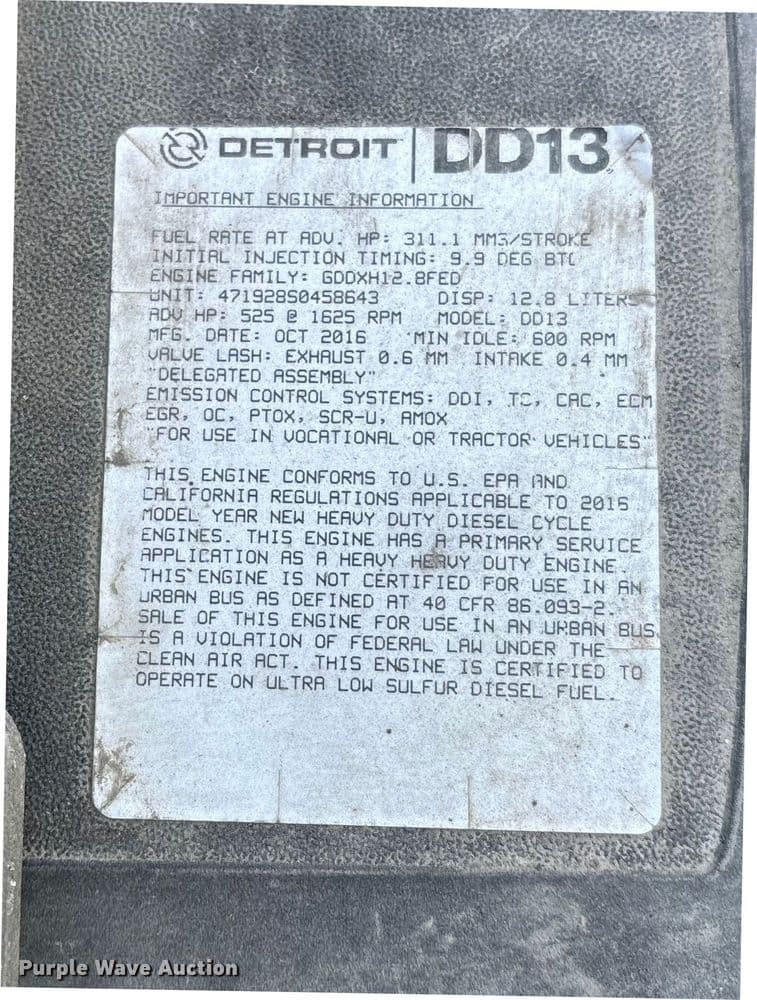 DETROIT DD13
IMPORTANT ENGINE INFORMATION
FUEL RATE AT ADV. HP: 311.1 MM3/STROKE
INITIAL INJECTION TIMING: 9.9 DEG BTC
ENGINE FAMILY: GDDXH12.8FED
UNIT: 471928S0458643 DISP: 12.8 LITERS
ADV HP: 525 @ 1625 RPM MODEL: DD13
MFG. DATE: OCT 2016 MIN IDLE: 600 RPM
VALVE LASH: EXHAUST 0.6 MM INTAKE 0.4 MM
"DELEGATED ASSEMBLY"
EMISSION CONTROL SYSTEMS: DDI, TC, CAC, ECM
EGR, OC, PTOX, SCR-U, AMOX
"FOR USE IN VOCATIONAL OR TRACTOR VEHICLES"
THIS ENGINE CONFORMS TO U.S. EPA AND
CALIFORNIA REGULATIONS APPLICABLE TO 2016
MODEL YEAR NEW HEAVY DUTY DIESEL CYCLE
ENGINES. THIS ENGINE HAS A PRIMARY SERVICE
APPLICATION AS A HEAVY HEAVY DUTY ENGINE.
THIS ENGINE IS NOT CERTIFIED FOR USE IN AN
URBAN BUS AS DEFINED AT 40 CFR 86.093-2.
SALE OF THIS ENGINE FOR USE IN AN URBAN BUS
IS A VIOLATION OF FEDERAL LAW UNDER THE
CLEAN AIR ACT. THIS ENGINE IS CERTIFIED TO
OPERATE ON ULTRA LOW SULFUR DIESEL FUEL.
Purple Wave Auction